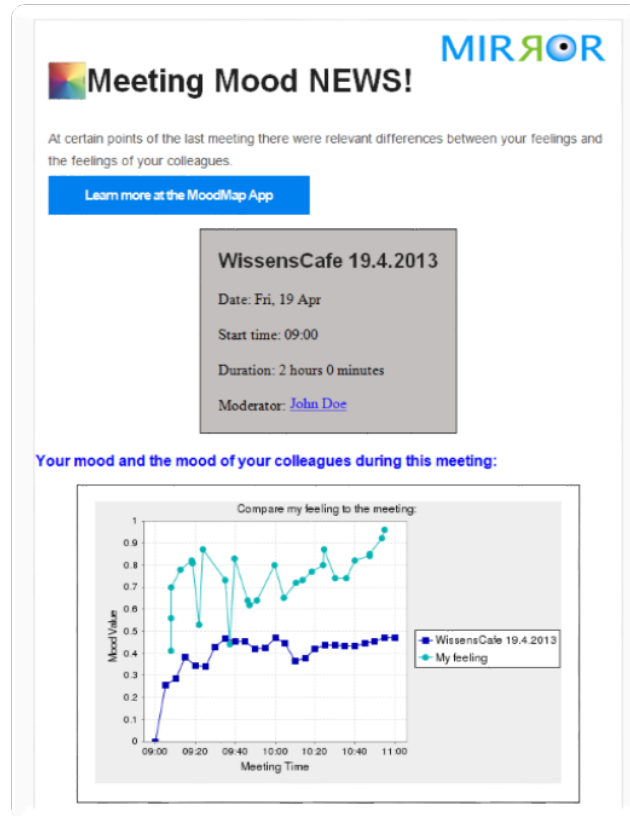 MIRЯOR
Meeting Mood NEWS!
At certain points of the last meeting there were relevant differences between your feelings and
the feelings of your colleagues.
Learn more at the MoodMap App
WissensCafe 19.4.2013
Date: Fri, 19 Apr
Start time: 09:00
Duration: 2 hours 0 minutes
Moderator: John Doe
Your mood and the mood of your colleagues during this meeting:
Compare my feeling to the meeting:
1
0.9
0.8
0.7
0.6
0.5
0.4
0.3
0.2
0.1
0
Mood Value
09:00 09:20 09:40 10:00 10:20 10:40 11:00
Meeting Time
WissensCafe 19.4.2013
My feeling